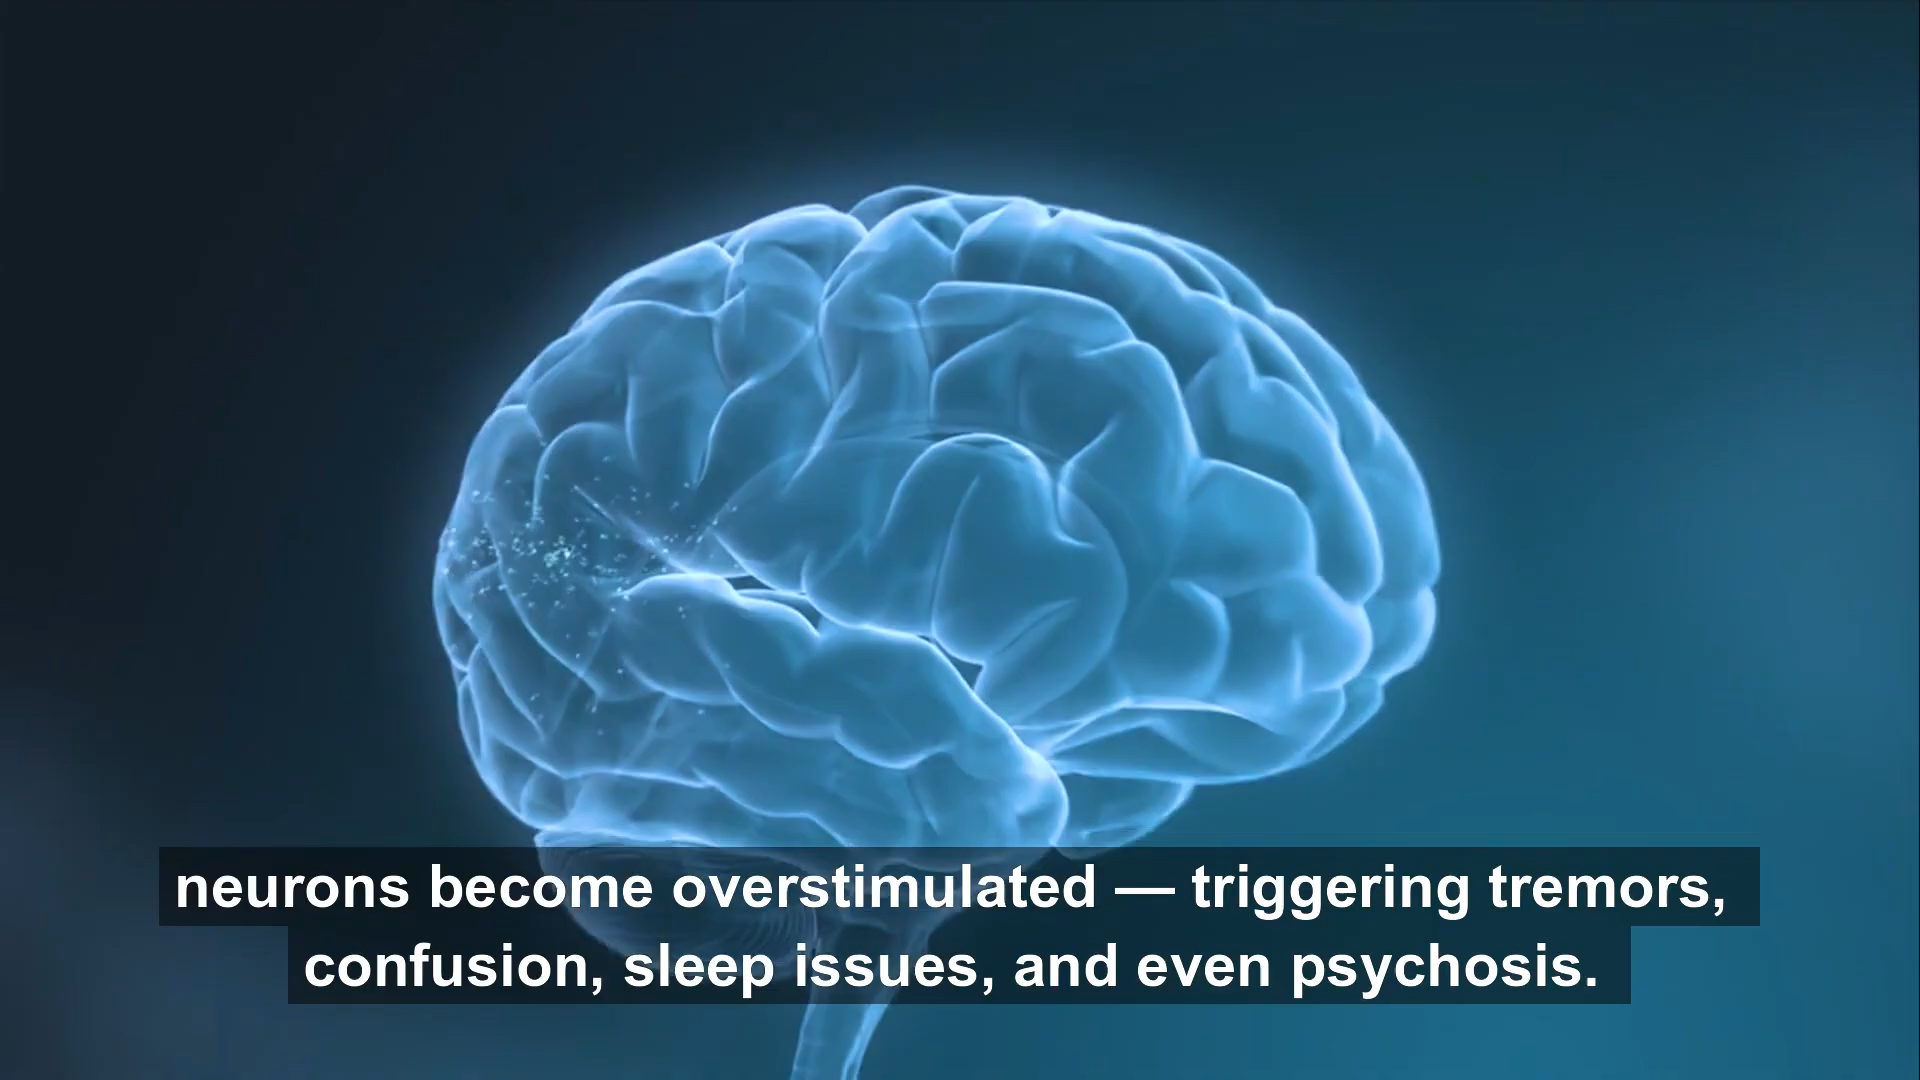 neurons become overstimulated — triggering tremors,
confusion, sleep issues, and even psychosis.